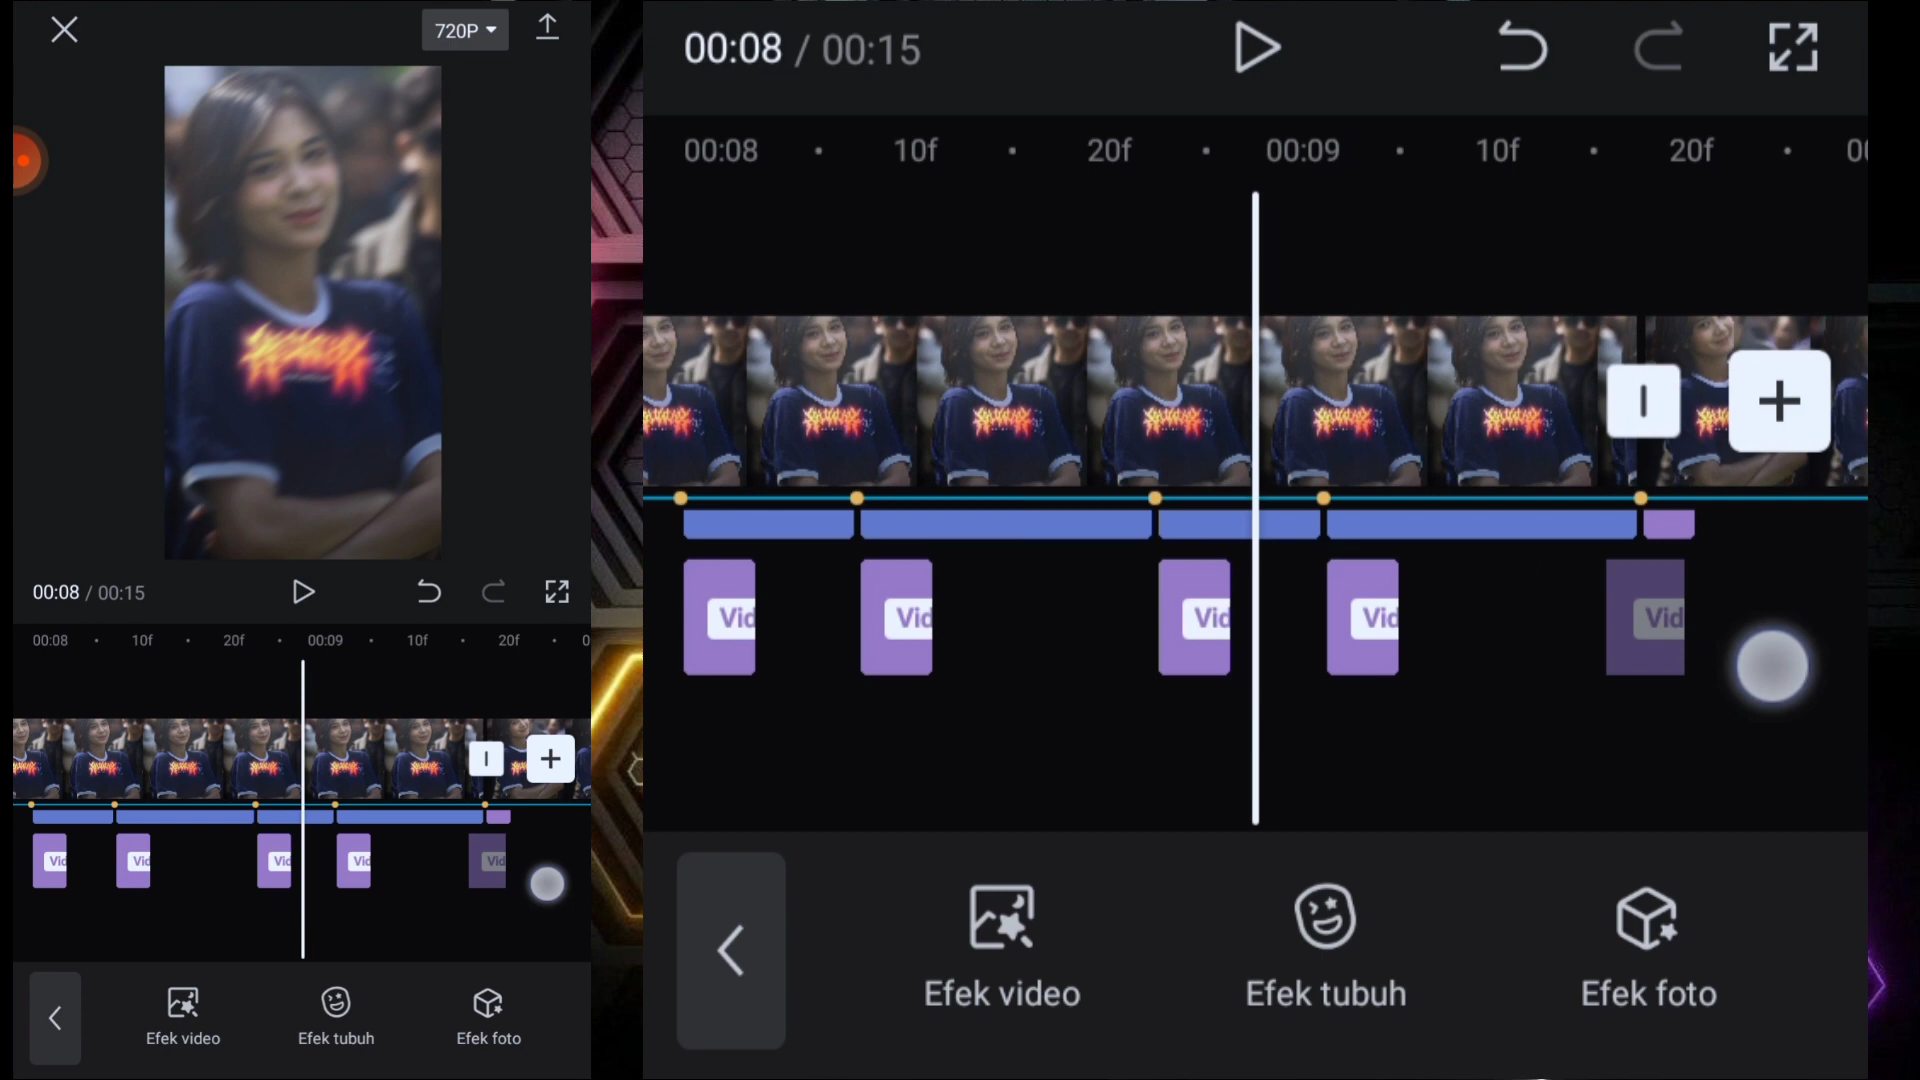 720P
00:08 / 00:15
00:08 10f 20f 00:09 10f 20f 0
Vid Vid Vid Vid Vid
Efek video Efek tubuh Efek foto
00:08 / 00:15
00:08 10f 20f 00:09 10f 20f 00
Vid Vid Vid Vid Vid
Efek video Efek tubuh Efek foto